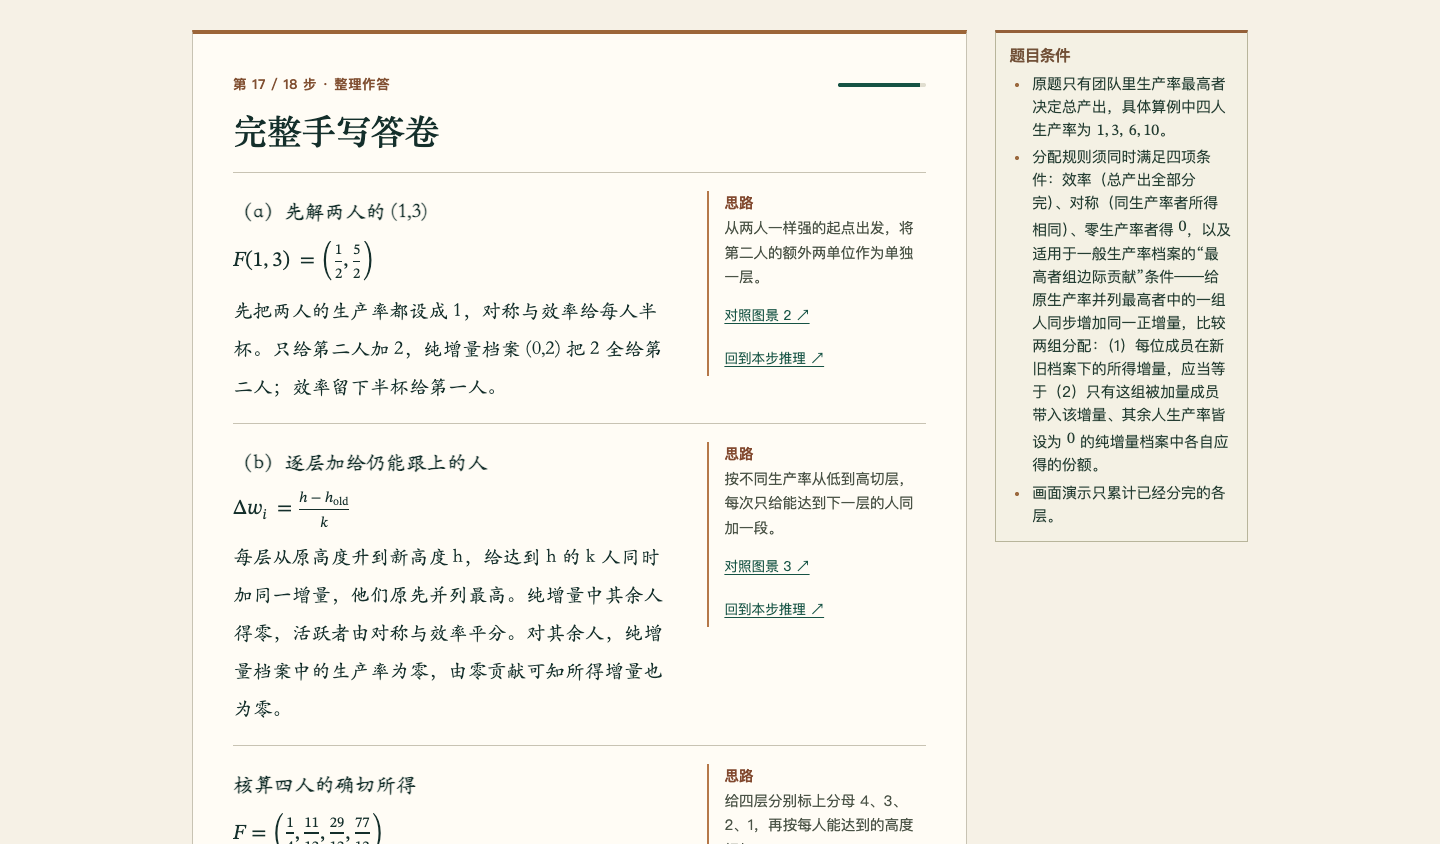 第 17 / 18 步 · 整理作答
完整手写答卷
（a）先解两人的 (1,3)
F(1, 3) = (1/2, 5/2)
先把两人的生产率都设成 1，对称与效率给每人半
杯。只给第二人加 2，纯增量档案 (0,2) 把 2 全给第
二人；效率留下半杯给第一人。
思路
从两人一样强的起点出发，将
第二人的额外两单位作为单独
一层。
对照图景 2 ↗
回到本步推理 ↗
（b）逐层加给仍能跟上的人
Δw_i = (h − h_old)/k
每层从原高度升到新高度 h，给达到 h 的 k 人同时
加同一增量，他们原先并列最高。纯增量中其余人
得零，活跃者由对称与效率平分。对其余人，纯增
量档案中的生产率为零，由零贡献可知所得增量也
为零。
思路
按不同生产率从低到高切层，
每次只给能达到下一层的人同
加一段。
对照图景 3 ↗
回到本步推理 ↗
核算四人的确切所得
F = (1/4, 11/12, 29/12, 77/12)
思路
给四层分别标上分母 4、3、
2、1，再按每人能达到的高度
题目条件
• 原题只有团队里生产率最高者
决定总产出，具体算例中四人
生产率为 1, 3, 6, 10。
• 分配规则须同时满足四项条
件：效率（总产出全部分
完）、对称（同生产率者所得
相同）、零生产率者得 0，以及
适用于一般生产率档案的“最
高者组边际贡献”条件——给
原生产率并列最高者中的一组
人同步增加同一正增量，比较
两组分配：(1) 每位成员在新
旧档案下的所得增量，应当等
于 (2) 只有这组被加量成员
带入该增量、其余人生产率皆
设为 0 的纯增量档案中各自应
得的份额。
• 画面演示只累计已经分完的各
层。